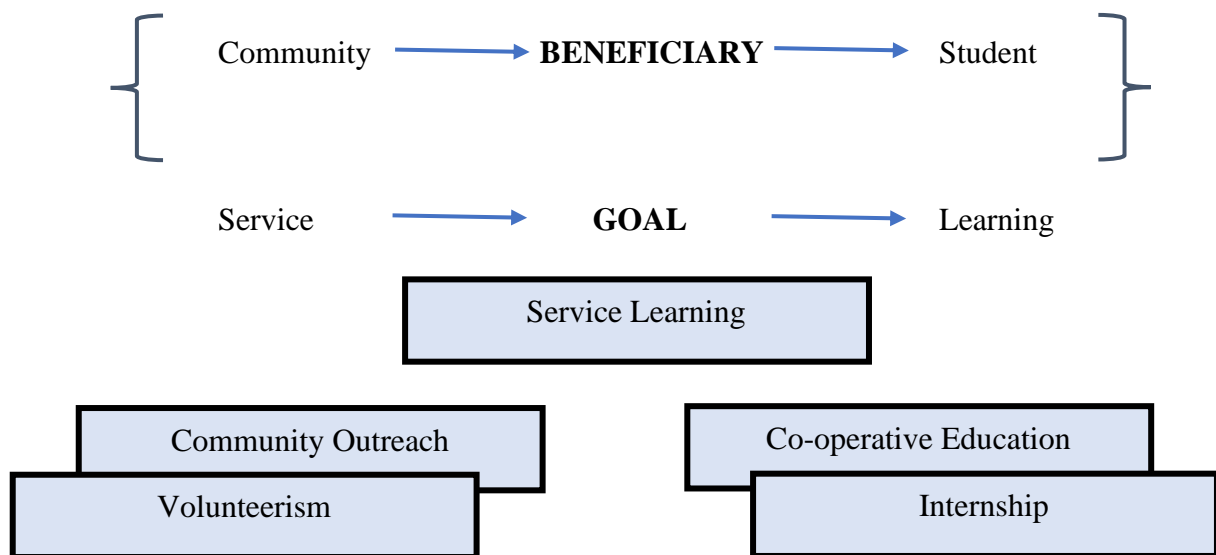 Community BENEFICIARY Student
Service GOAL Learning
Service Learning
Community Outreach Co-operative Education
Volunteerism Internship